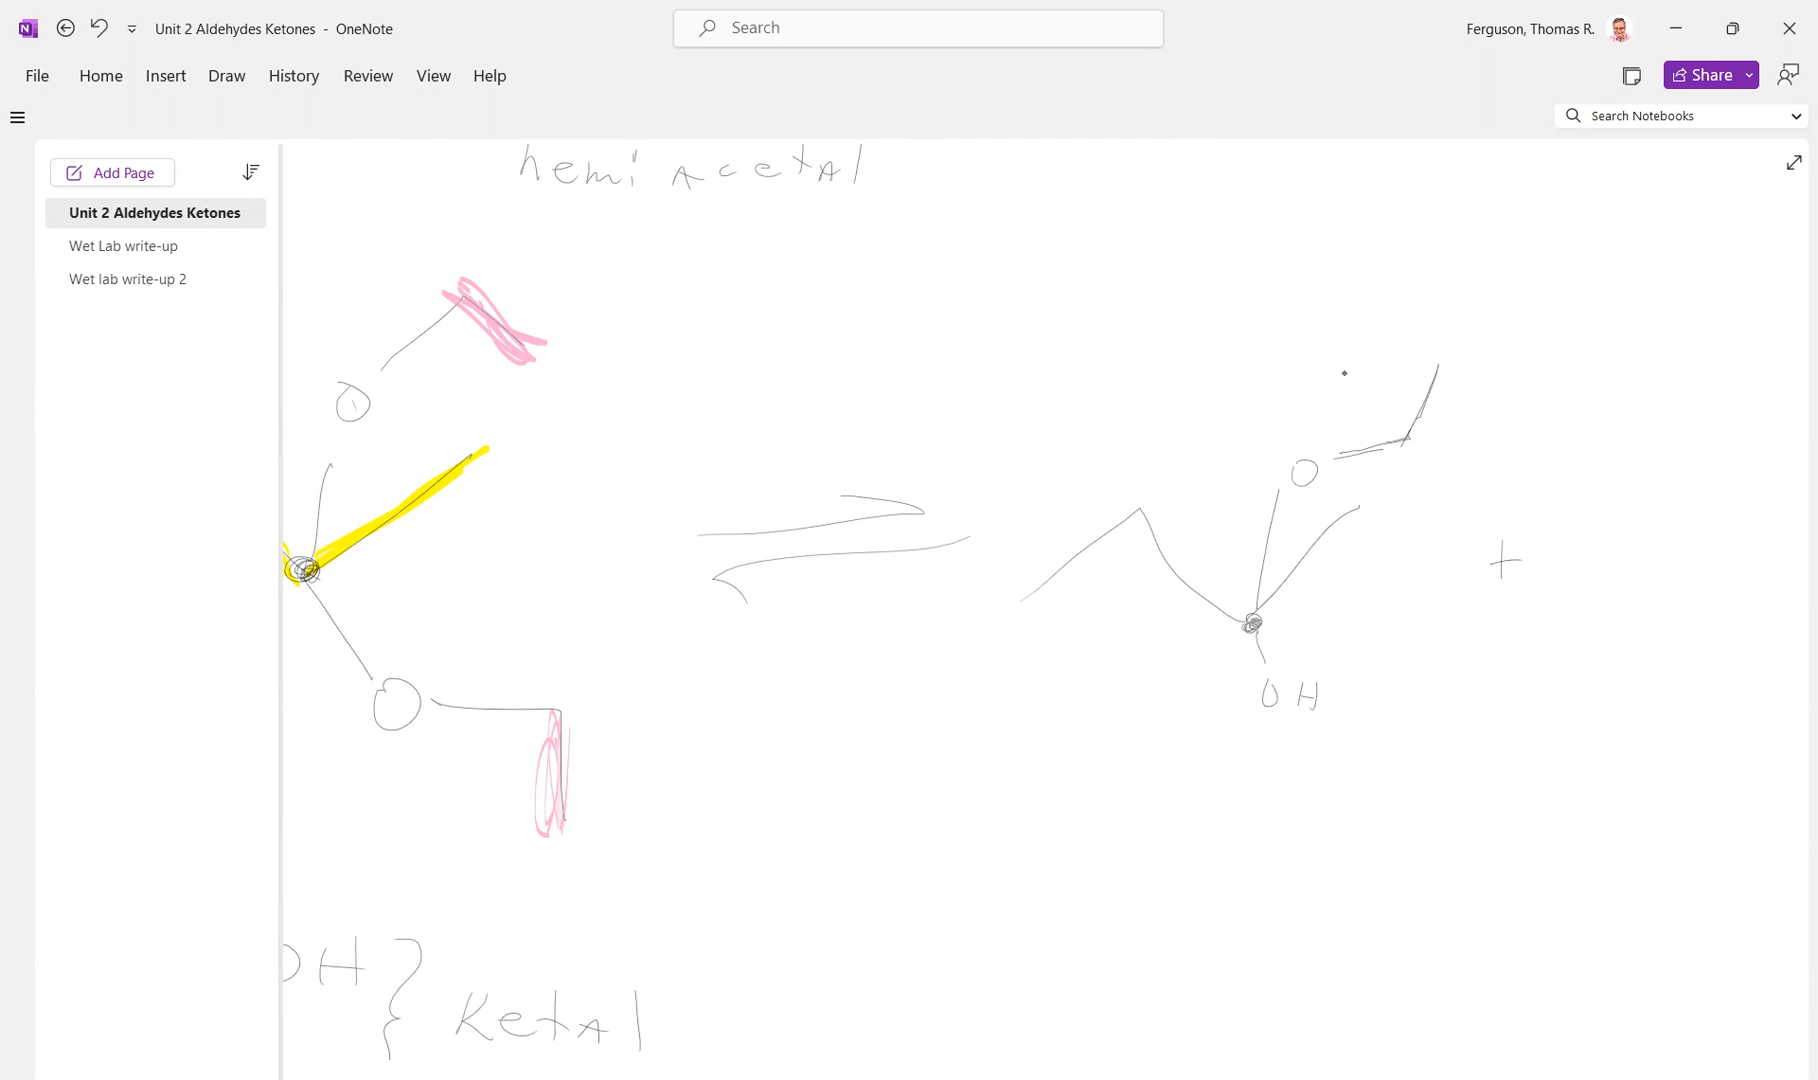 Unit 2 Aldehydes Ketones - OneNote
Search
Ferguson, Thomas R.
File Home Insert Draw History Review View Help
Share
Search Notebooks
Add Page
Unit 2 Aldehydes Ketones
Wet Lab write-up
Wet lab write-up 2
hemi Acetal
O
O
+
O
OH
OH } Ketal